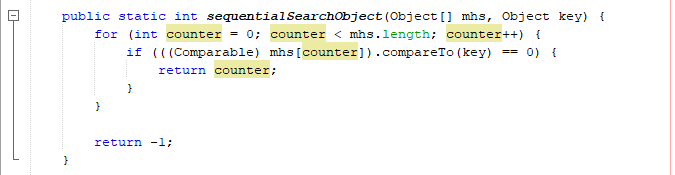 public static int sequentialSearchObject(Object[] mhs, Object key) {
for (int counter = 0; counter < mhs.length; counter++) {
if (((Comparable) mhs[counter]).compareTo(key) == 0) {
return counter;
}
}
return -1;
}